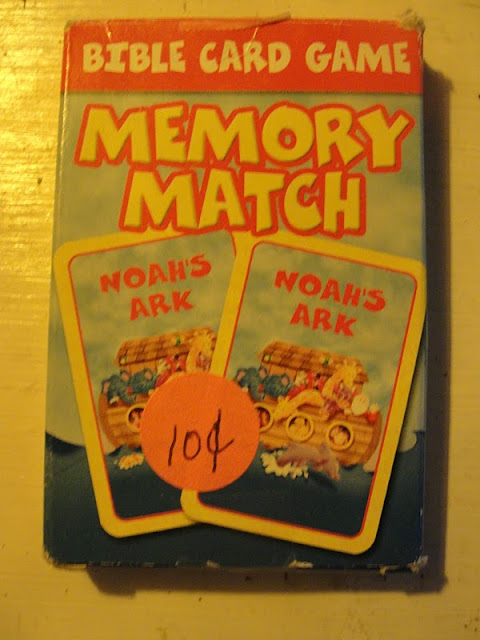 BIBLE CARD GAME
MEMORY
MATCH
NOAH'S
ARK
NOAH'S
ARK
10¢